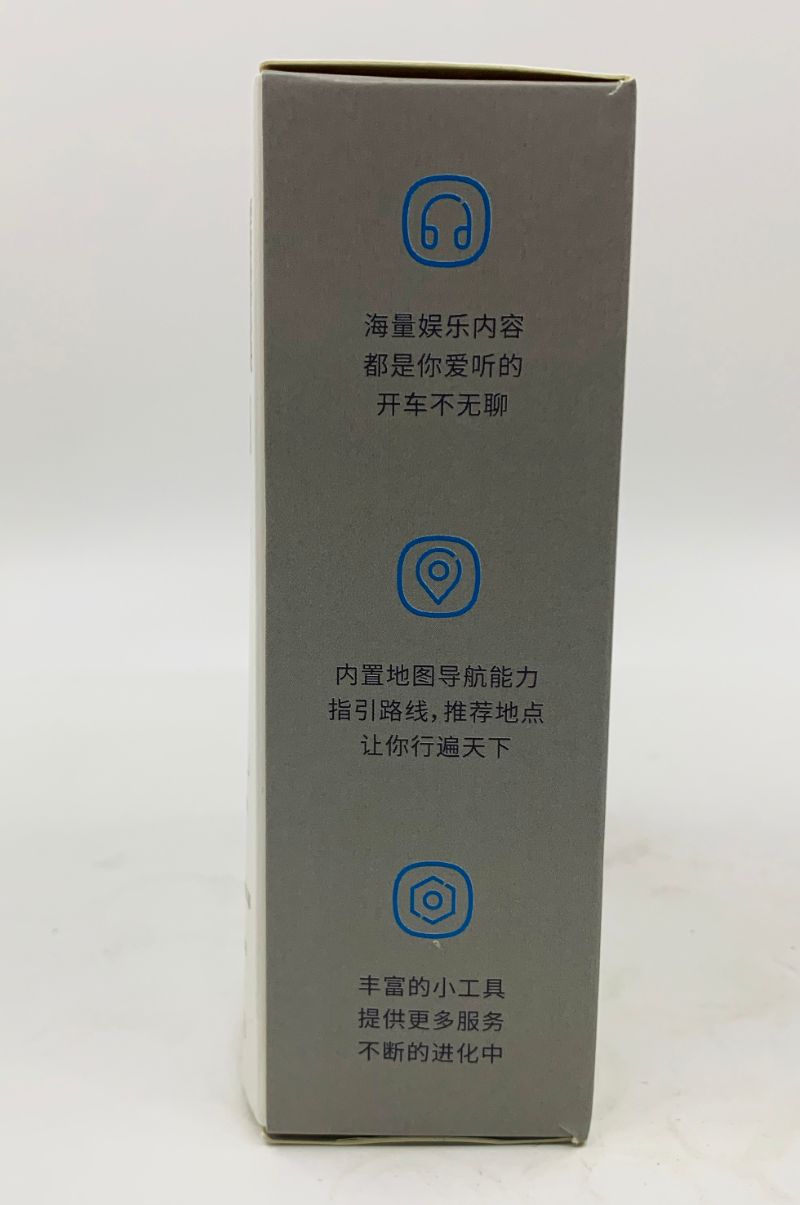 海量娱乐内容
都是你爱听的
开车不无聊
内置地图导航能力
指引路线,推荐地点
让你行遍天下
丰富的小工具
提供更多服务
不断的进化中